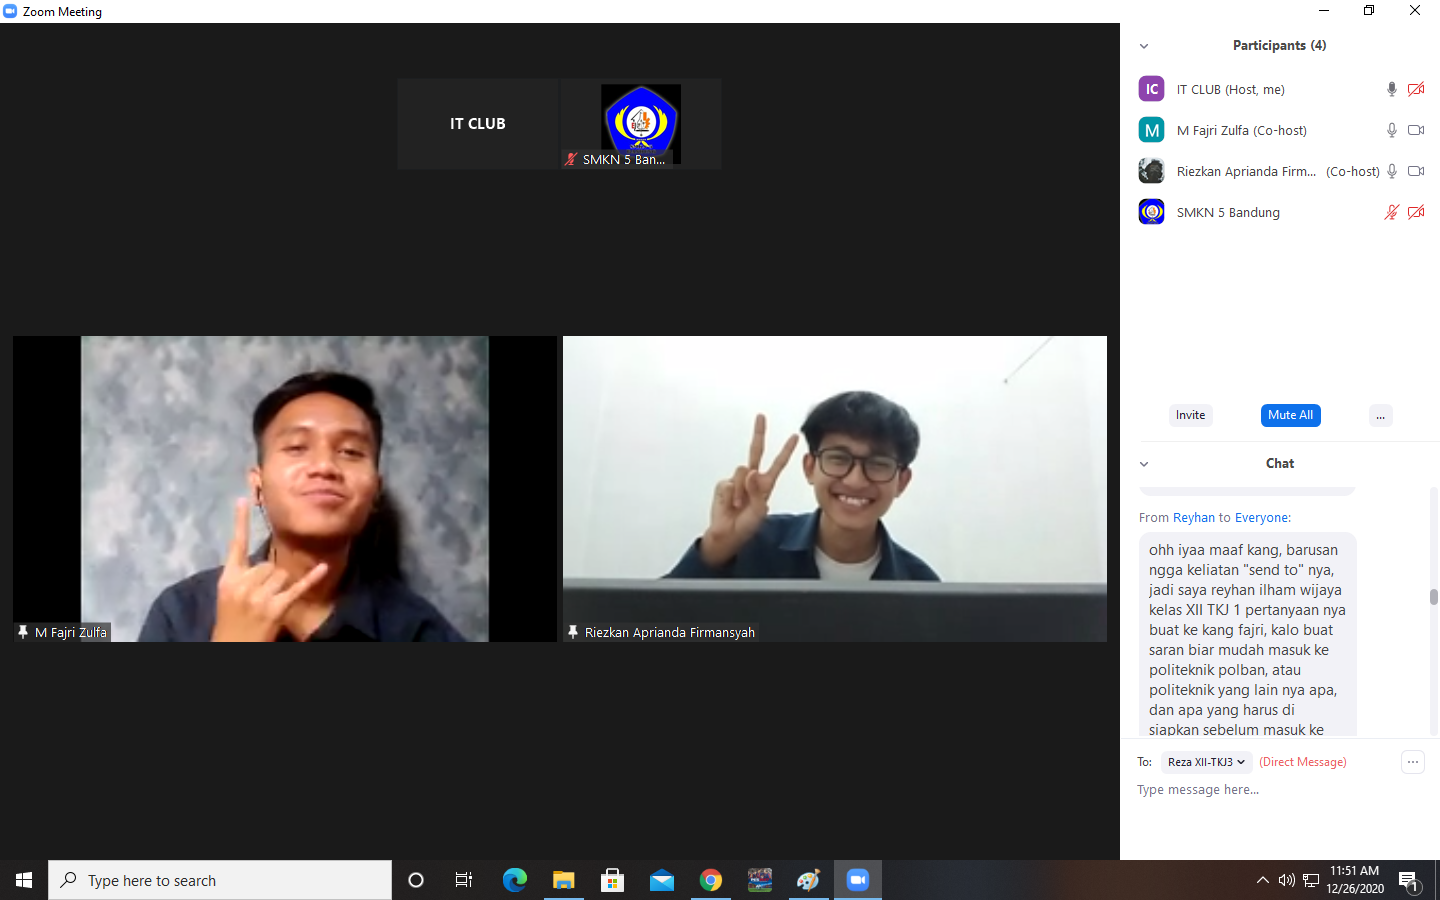 Zoom Meeting
IT CLUB
SMKN 5 Ban...
M Fajri Zulfa
Riezkan Aprianda Firmansyah
Participants (4)
IC IT CLUB (Host, me)
M M Fajri Zulfa (Co-host)
Riezkan Aprianda Firm... (Co-host)
SMKN 5 Bandung
Invite Mute All ...
Chat
From Reyhan to Everyone:
ohh iyaa maaf kang, barusan
ngga keliatan "send to" nya,
jadi saya reyhan ilham wijaya
kelas XII TKJ 1 pertanyaan nya
buat ke kang fajri, kalo buat
saran biar mudah masuk ke
politeknik polban, atau
politeknik yang lain nya apa,
dan apa yang harus di
siapkan sebelum masuk ke
To: Reza XII-TKJ3 (Direct Message)
Type message here...
Type here to search
11:51 AM
12/26/2020
1